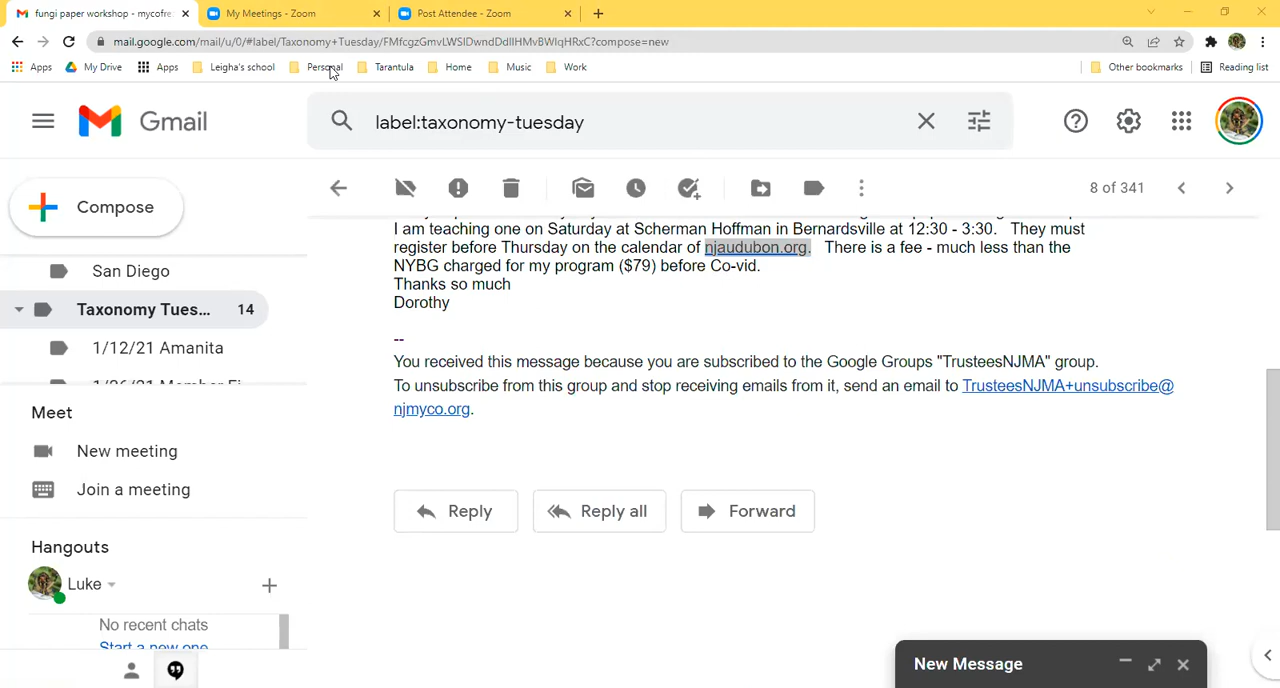 fungi paper workshop - mycofre
My Meetings - Zoom
Post Attendee - Zoom
mail.google.com/mail/u/0/#label/Taxonomy+Tuesday/FMfcgzGmvLWSlDwndDdlIHMvBWlqHRxC?compose=new
Apps
My Drive
Apps
Leigha's school
Personal
Tarantula
Home
Music
Work
Other bookmarks
Reading list
Gmail
label:taxonomy-tuesday
Compose
8 of 341
San Diego
Taxonomy Tues... 14
1/12/21 Amanita
Meet
New meeting
Join a meeting
Hangouts
Luke
No recent chats
Start a new one
I am teaching one on Saturday at Scherman Hoffman in Bernardsville at 12:30 - 3:30. They must
register before Thursday on the calendar of njaudubon.org. There is a fee - much less than the
NYBG charged for my program ($79) before Co-vid.
Thanks so much
Dorothy
--
You received this message because you are subscribed to the Google Groups "TrusteesNJMA" group.
To unsubscribe from this group and stop receiving emails from it, send an email to TrusteesNJMA+unsubscribe@
njmyco.org.
Reply
Reply all
Forward
New Message